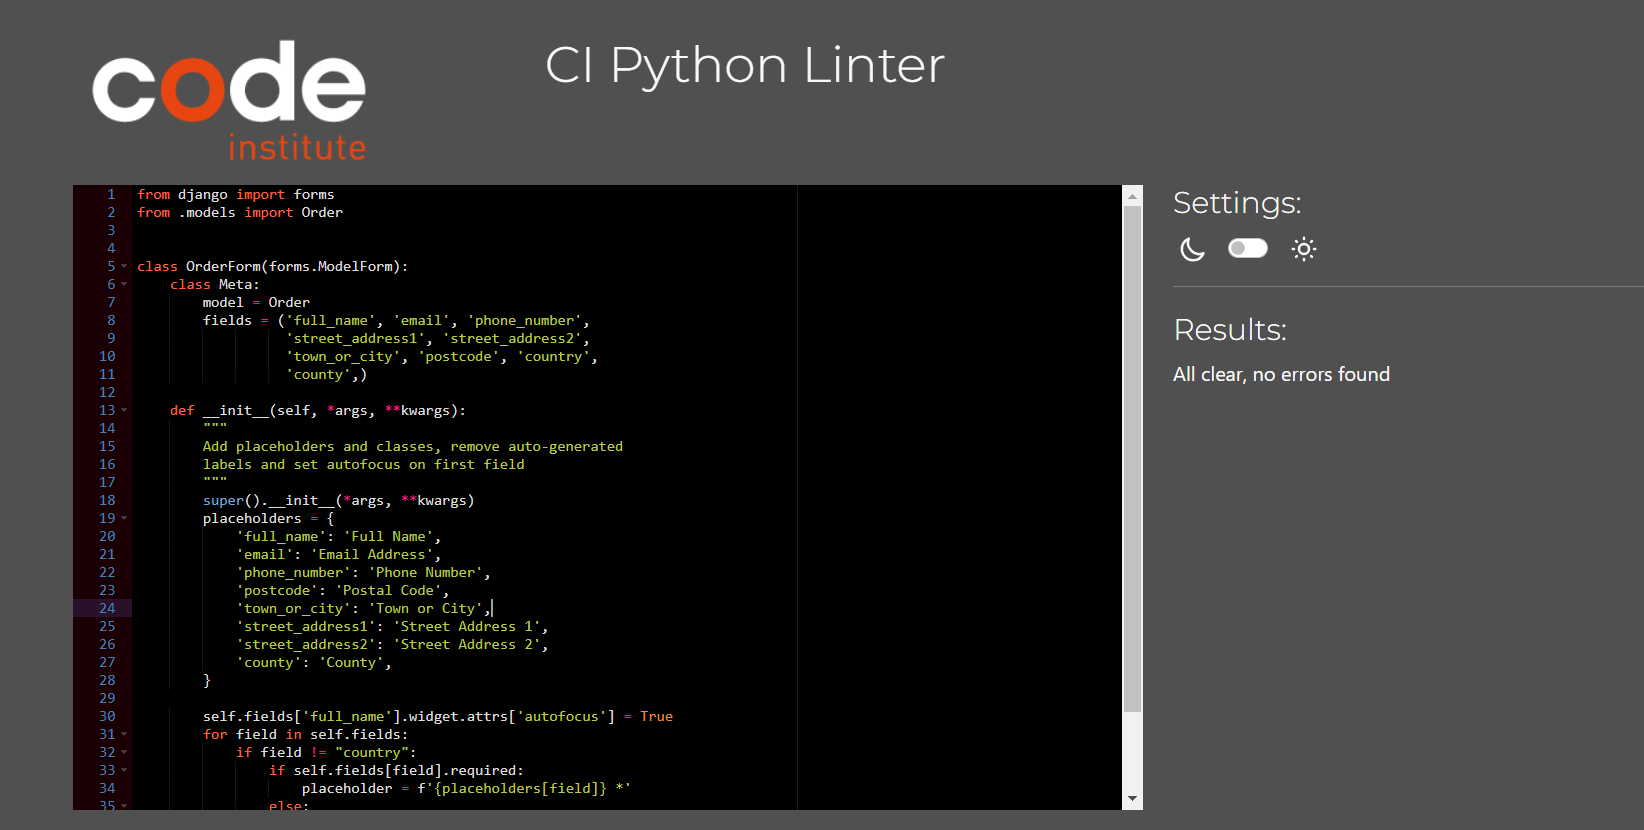 code
institute
CI Python Linter
1 from django import forms
2 from .models import Order
3
4
5 class OrderForm(forms.ModelForm):
6     class Meta:
7         model = Order
8         fields = ('full_name', 'email', 'phone_number',
9                   'street_address1', 'street_address2',
10                   'town_or_city', 'postcode', 'country',
11                   'county',)
12
13     def __init__(self, *args, **kwargs):
14         """
15         Add placeholders and classes, remove auto-generated
16         labels and set autofocus on first field
17         """
18         super().__init__(*args, **kwargs)
19         placeholders = {
20             'full_name': 'Full Name',
21             'email': 'Email Address',
22             'phone_number': 'Phone Number',
23             'postcode': 'Postal Code',
24             'town_or_city': 'Town or City',
25             'street_address1': 'Street Address 1',
26             'street_address2': 'Street Address 2',
27             'county': 'County',
28         }
29
30         self.fields['full_name'].widget.attrs['autofocus'] = True
31         for field in self.fields:
32             if field != "country":
33                 if self.fields[field].required:
34                     placeholder = f'{placeholders[field]} *'
35                 else:
Settings:
Results:
All clear, no errors found